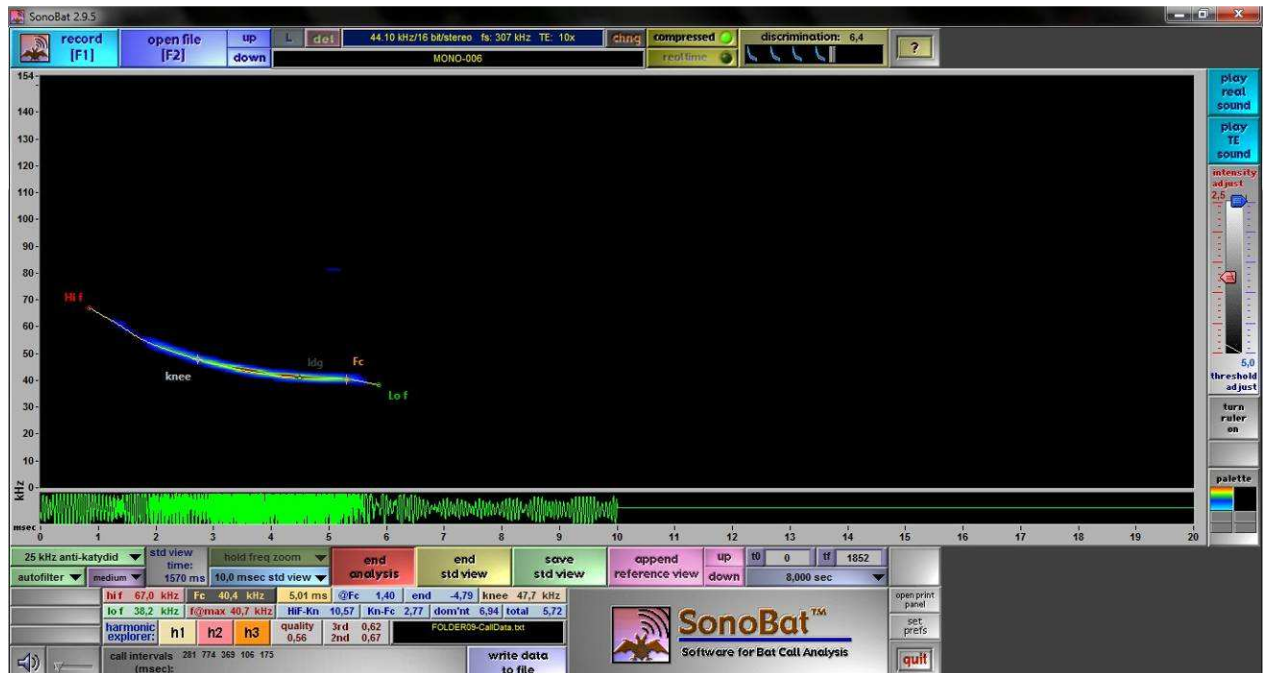 SonoBat 2.9.5
record
[F1]
open file
[F2]
up
down
L
del
44.10 kHz/16 bit/stereo fs: 307 kHz TE: 10x
MONO-006
chng
compressed
real time
discrimination: 6,4
?
154
140
130
120
110
100
90
80
70
60
50
40
30
20
10
0
kHz
Hi f
knee
ldg
Fc
Lo f
play
real
sound
play
TE
sound
intensity
adjust
2,5
5,0
threshold
adjust
turn
ruler
on
palette
msec
0 1 2 3 4 5 6 7 8 9 10 11 12 13 14 15 16 17 18 19 20
25 kHz anti-katydid
autofilter
medium
std view
time:
1570 ms
hold freq zoom
10,0 msec std view
end
analysis
end
std view
save
std view
append
reference view
up
down
t0 0 tf 1852
8,000 sec
hi f 67,0 kHz Fc 40,4 kHz 5,01 ms @Fc 1,40 end -4,79 knee 47,7 kHz
lo f 38,2 kHz f@max 40,7 kHz HiF-Kn 10,57 Kn-Fc 2,77 dom'nt 6,94 total 5,72
harmonic
explorer:
h1
h2
h3
quality
0,56
3rd 0,62
2nd 0,67
FOLDER09-CallData.txt
call intervals 281 774 369 106 175
(msec):
write data
to file
SonoBat™
Software for Bat Call Analysis
open print
panel
set
prefs
quit